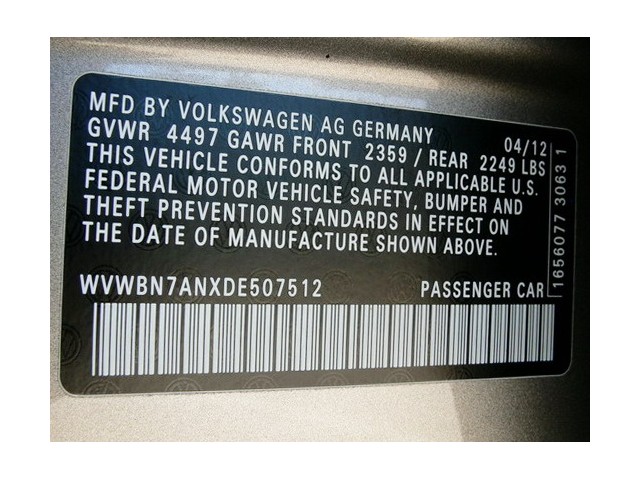 MFD BY VOLKSWAGEN AG GERMANY 04/12
GVWR 4497 GAWR FRONT 2359 / REAR 2249 LBS
THIS VEHICLE CONFORMS TO ALL APPLICABLE U.S.
FEDERAL MOTOR VEHICLE SAFETY, BUMPER AND
THEFT PREVENTION STANDARDS IN EFFECT ON
THE DATE OF MANUFACTURE SHOWN ABOVE.
WVWBN7ANXDE507512 PASSENGER CAR
1656077 3063 1